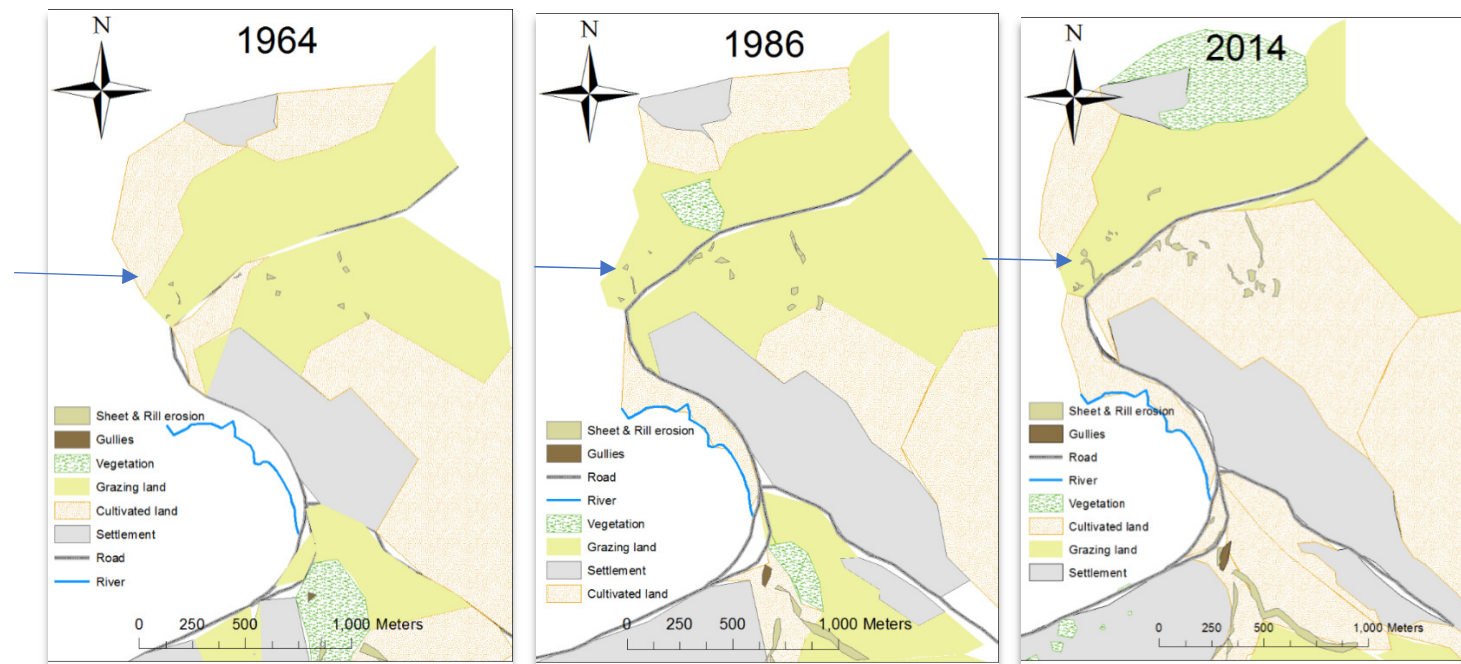 N
1964
Sheet & Rill erosion
Gullies
Vegetation
Grazing land
Cultivated land
Settlement
Road
River
0 250 500 1,000 Meters
N
1986
Sheet & Rill erosion
Gullies
Road
River
Vegetation
Grazing land
Settlement
Cultivated land
0 250 500 1,000 Meters
N
2014
Sheet & Rill erosion
Gullies
Road
River
Vegetation
Cultivated land
Grazing land
Settlement
0 250 500 1,000 Meters